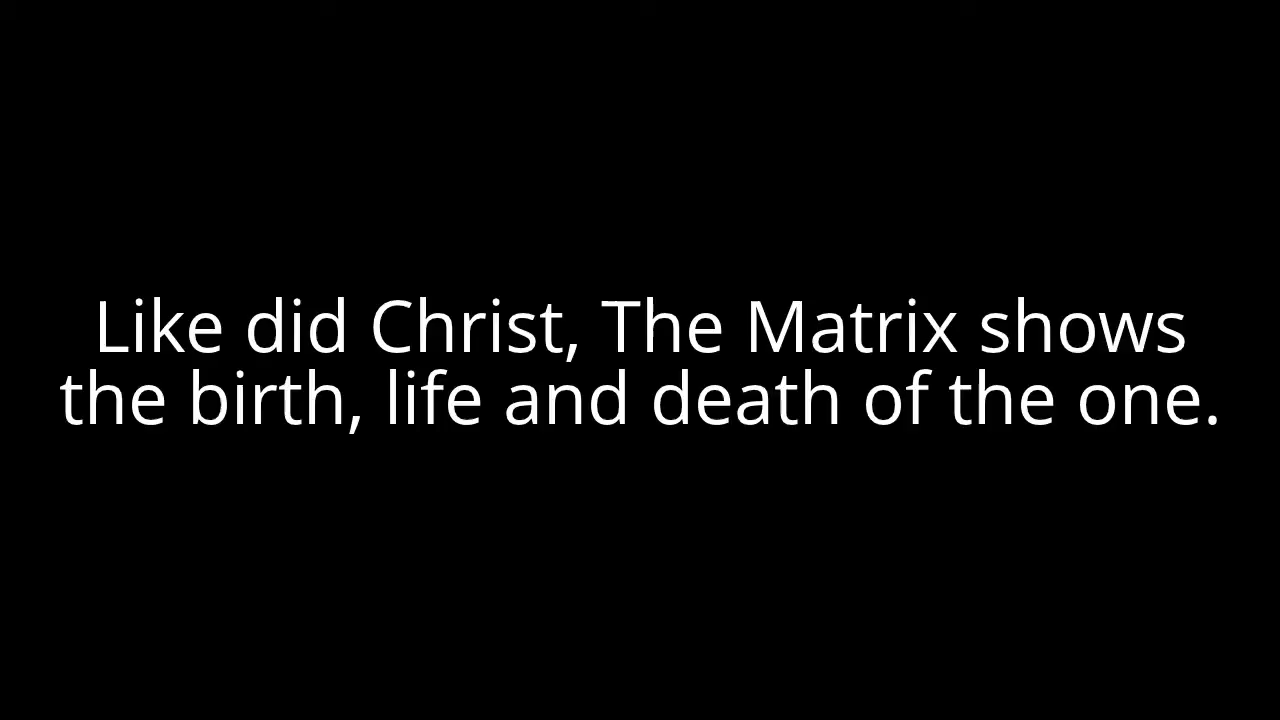 Like did Christ, The Matrix shows
the birth, life and death of the one.